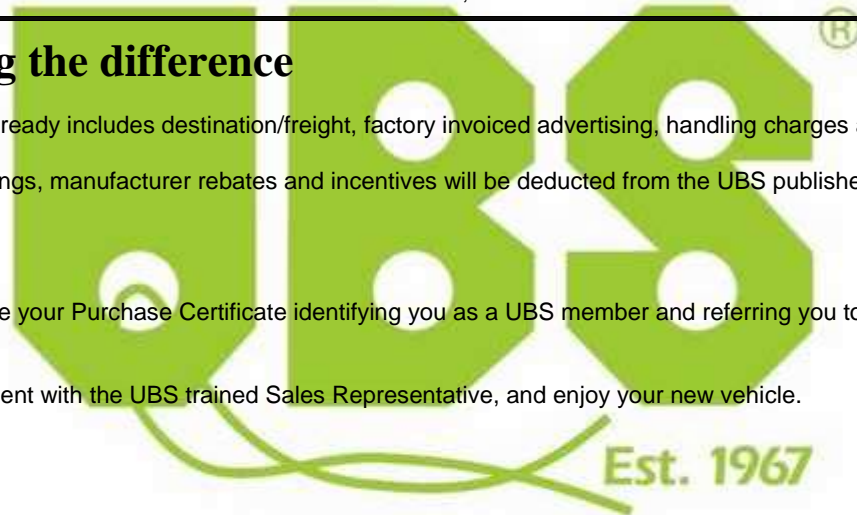 g the difference
ready includes destination/freight, factory invoiced advertising, handling charges
ngs, manufacturer rebates and incentives will be deducted from the UBS publishe
e your Purchase Certificate identifying you as a UBS member and referring you to
ent with the UBS trained Sales Representative, and enjoy your new vehicle.
UBS®
Est. 1967